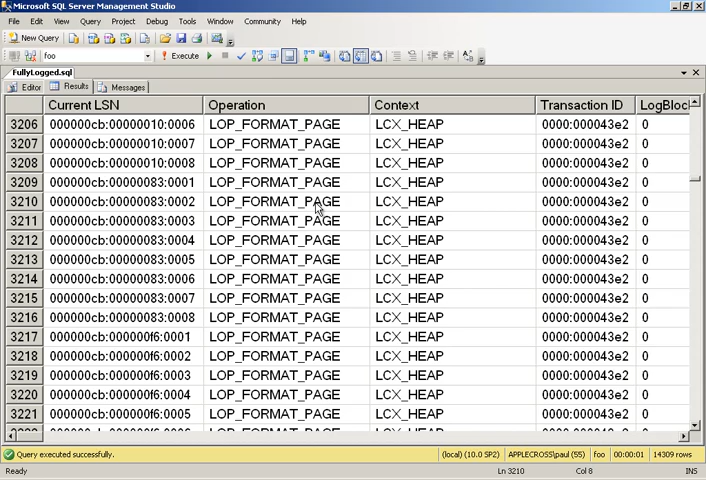 Microsoft SQL Server Management Studio
File Edit View Query Project Debug Tools Window Community Help
New Query
foo Execute
FullyLogged.sql
Editor Results Messages
Current LSN Operation Context Transaction ID LogBloc
3206 000000cb:00000010:0006 LOP_FORMAT_PAGE LCX_HEAP 0000:000043e2 0
3207 000000cb:00000010:0007 LOP_FORMAT_PAGE LCX_HEAP 0000:000043e2 0
3208 000000cb:00000010:0008 LOP_FORMAT_PAGE LCX_HEAP 0000:000043e2 0
3209 000000cb:00000083:0001 LOP_FORMAT_PAGE LCX_HEAP 0000:000043e2 0
3210 000000cb:00000083:0002 LOP_FORMAT_PAGE LCX_HEAP 0000:000043e2 0
3211 000000cb:00000083:0003 LOP_FORMAT_PAGE LCX_HEAP 0000:000043e2 0
3212 000000cb:00000083:0004 LOP_FORMAT_PAGE LCX_HEAP 0000:000043e2 0
3213 000000cb:00000083:0005 LOP_FORMAT_PAGE LCX_HEAP 0000:000043e2 0
3214 000000cb:00000083:0006 LOP_FORMAT_PAGE LCX_HEAP 0000:000043e2 0
3215 000000cb:00000083:0007 LOP_FORMAT_PAGE LCX_HEAP 0000:000043e2 0
3216 000000cb:00000083:0008 LOP_FORMAT_PAGE LCX_HEAP 0000:000043e2 0
3217 000000cb:000000f6:0001 LOP_FORMAT_PAGE LCX_HEAP 0000:000043e2 0
3218 000000cb:000000f6:0002 LOP_FORMAT_PAGE LCX_HEAP 0000:000043e2 0
3219 000000cb:000000f6:0003 LOP_FORMAT_PAGE LCX_HEAP 0000:000043e2 0
3220 000000cb:000000f6:0004 LOP_FORMAT_PAGE LCX_HEAP 0000:000043e2 0
3221 000000cb:000000f6:0005 LOP_FORMAT_PAGE LCX_HEAP 0000:000043e2 0
Query executed successfully. (local) (10.0 SP2) APPLECROSS\paul (55) foo 00:00:01 14309 rows
Ready Ln 3210 Col 8 INS